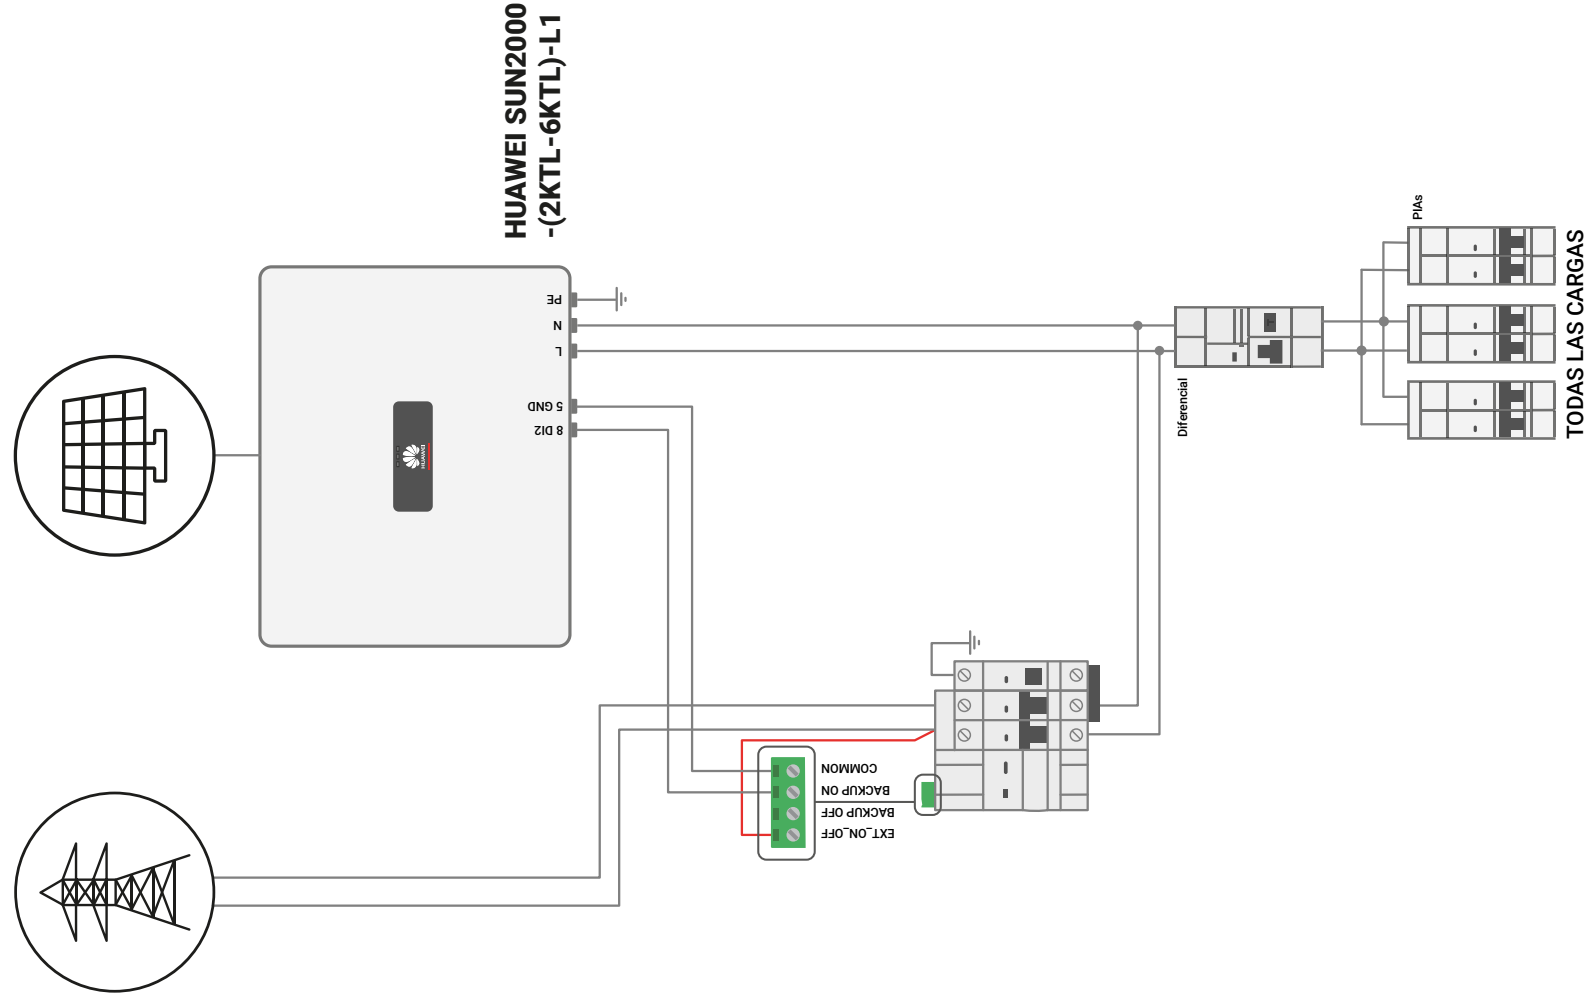 HUAWEI SUN2000
-(2KTL-6KTL)-L1
PE
N
L
5 GND
8 DI2
HUAWEI
COMMON
BACKUP ON
BACKUP OFF
EXT_ON_OFF
Diferencial
T
PIAs
TODAS LAS CARGAS